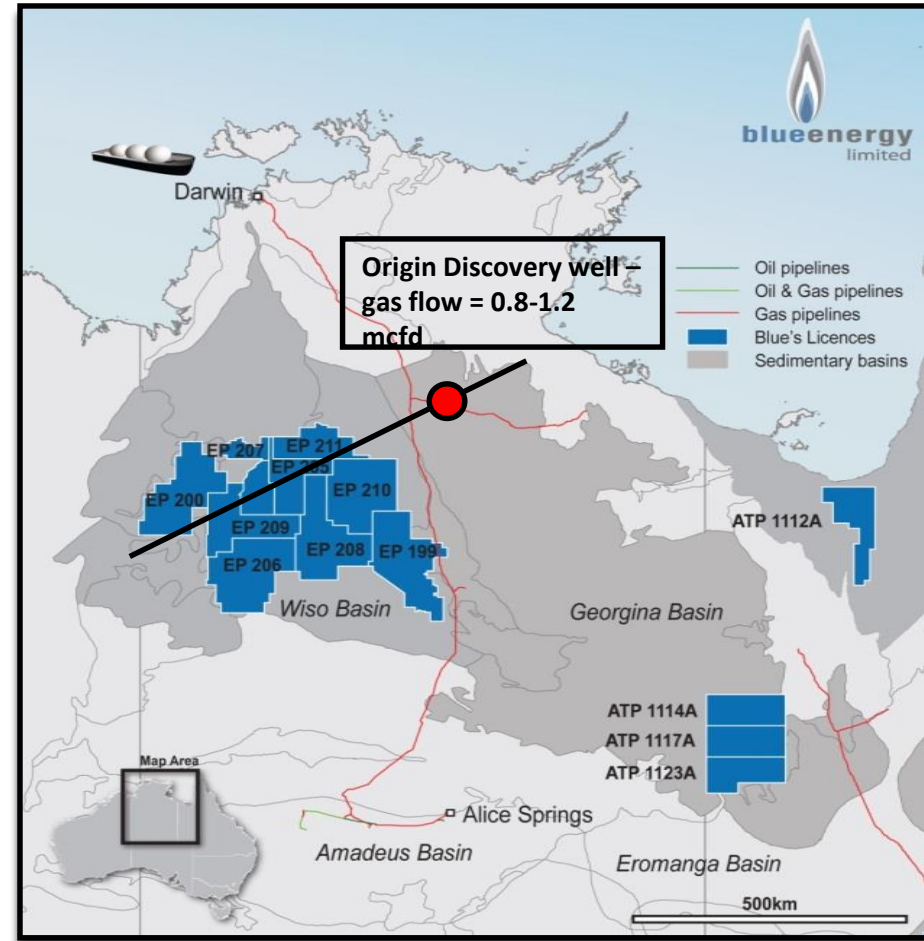 blueenergy
limited
Darwin
Origin Discovery well –
gas flow = 0.8-1.2
mcfd
Oil pipelines
Oil & Gas pipelines
Gas pipelines
Blue's Licences
Sedimentary basins
EP 207
EP 211
EP 205
EP 200
EP 210
EP 209
EP 206
EP 208
EP 199
ATP 1112A
Wiso Basin
Georgina Basin
ATP 1114A
ATP 1117A
ATP 1123A
Map Area
Alice Springs
Amadeus Basin
Eromanga Basin
500km